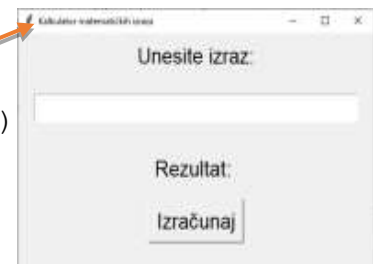 Kalkulator matematičkih izraza
Unesite izraz:
)
Rezultat:
Izračunaj